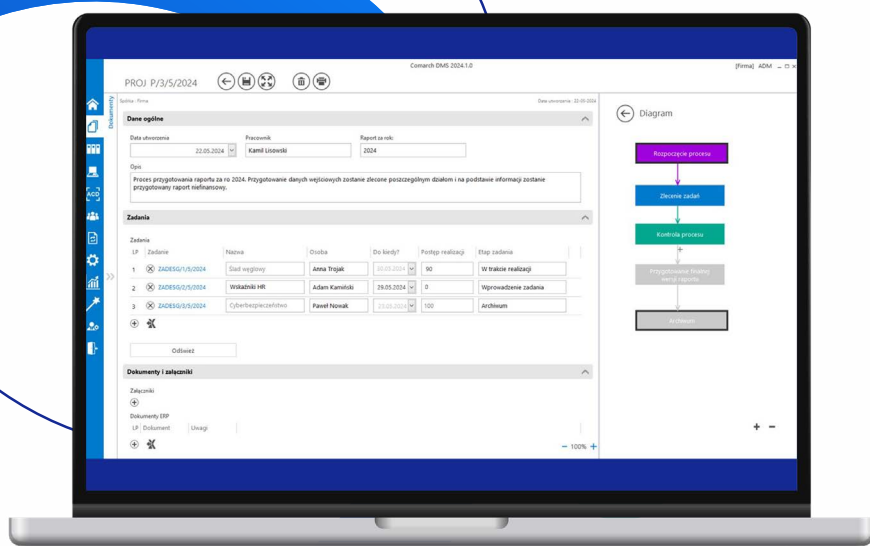 Comarch DMS 2024.1.0
[Firma] ADM
PROJ P/3/5/2024
Dokumenty
Spółka - Firma
Data utworzenia 22-05-2024
Dane ogólne
Data utworzenia Pracownik Raport za rok:
22.05.2024 Kamil Lisowski 2024
Opis
Proces przygotowania raportu za ro 2024. Przygotowanie danych wejściowych zostanie zlecone poszczególnym działom i na podstawie informacji zostanie
przygotowany raport niefinansowy.
Zadania
Zadania
LP Zadanie Nazwa Osoba Do kiedy? Postęp realizacji Etap zadania
1 ZADESG/1/5/2024 Ślad węglowy Anna Trojak 90 W trakcie realizacji
2 ZADESG/2/5/2024 Wskaźniki HR Adam Kamiński 29.05.2024 0 Wprowadzenie zadania
3 ZADESG/3/5/2024 Cyberbezpieczeństwo Paweł Nowak 23.05.2024 100 Archiwum
Odśwież
Dokumenty i załączniki
Załączniki
Dokumenty ERP
LP Dokument Uwagi
100%
Diagram
Rozpoczęcie procesu
Zlecenie zadań
Kontrola procesu
Przygotowanie finalnej
wersji raportu
Archiwum
ACD